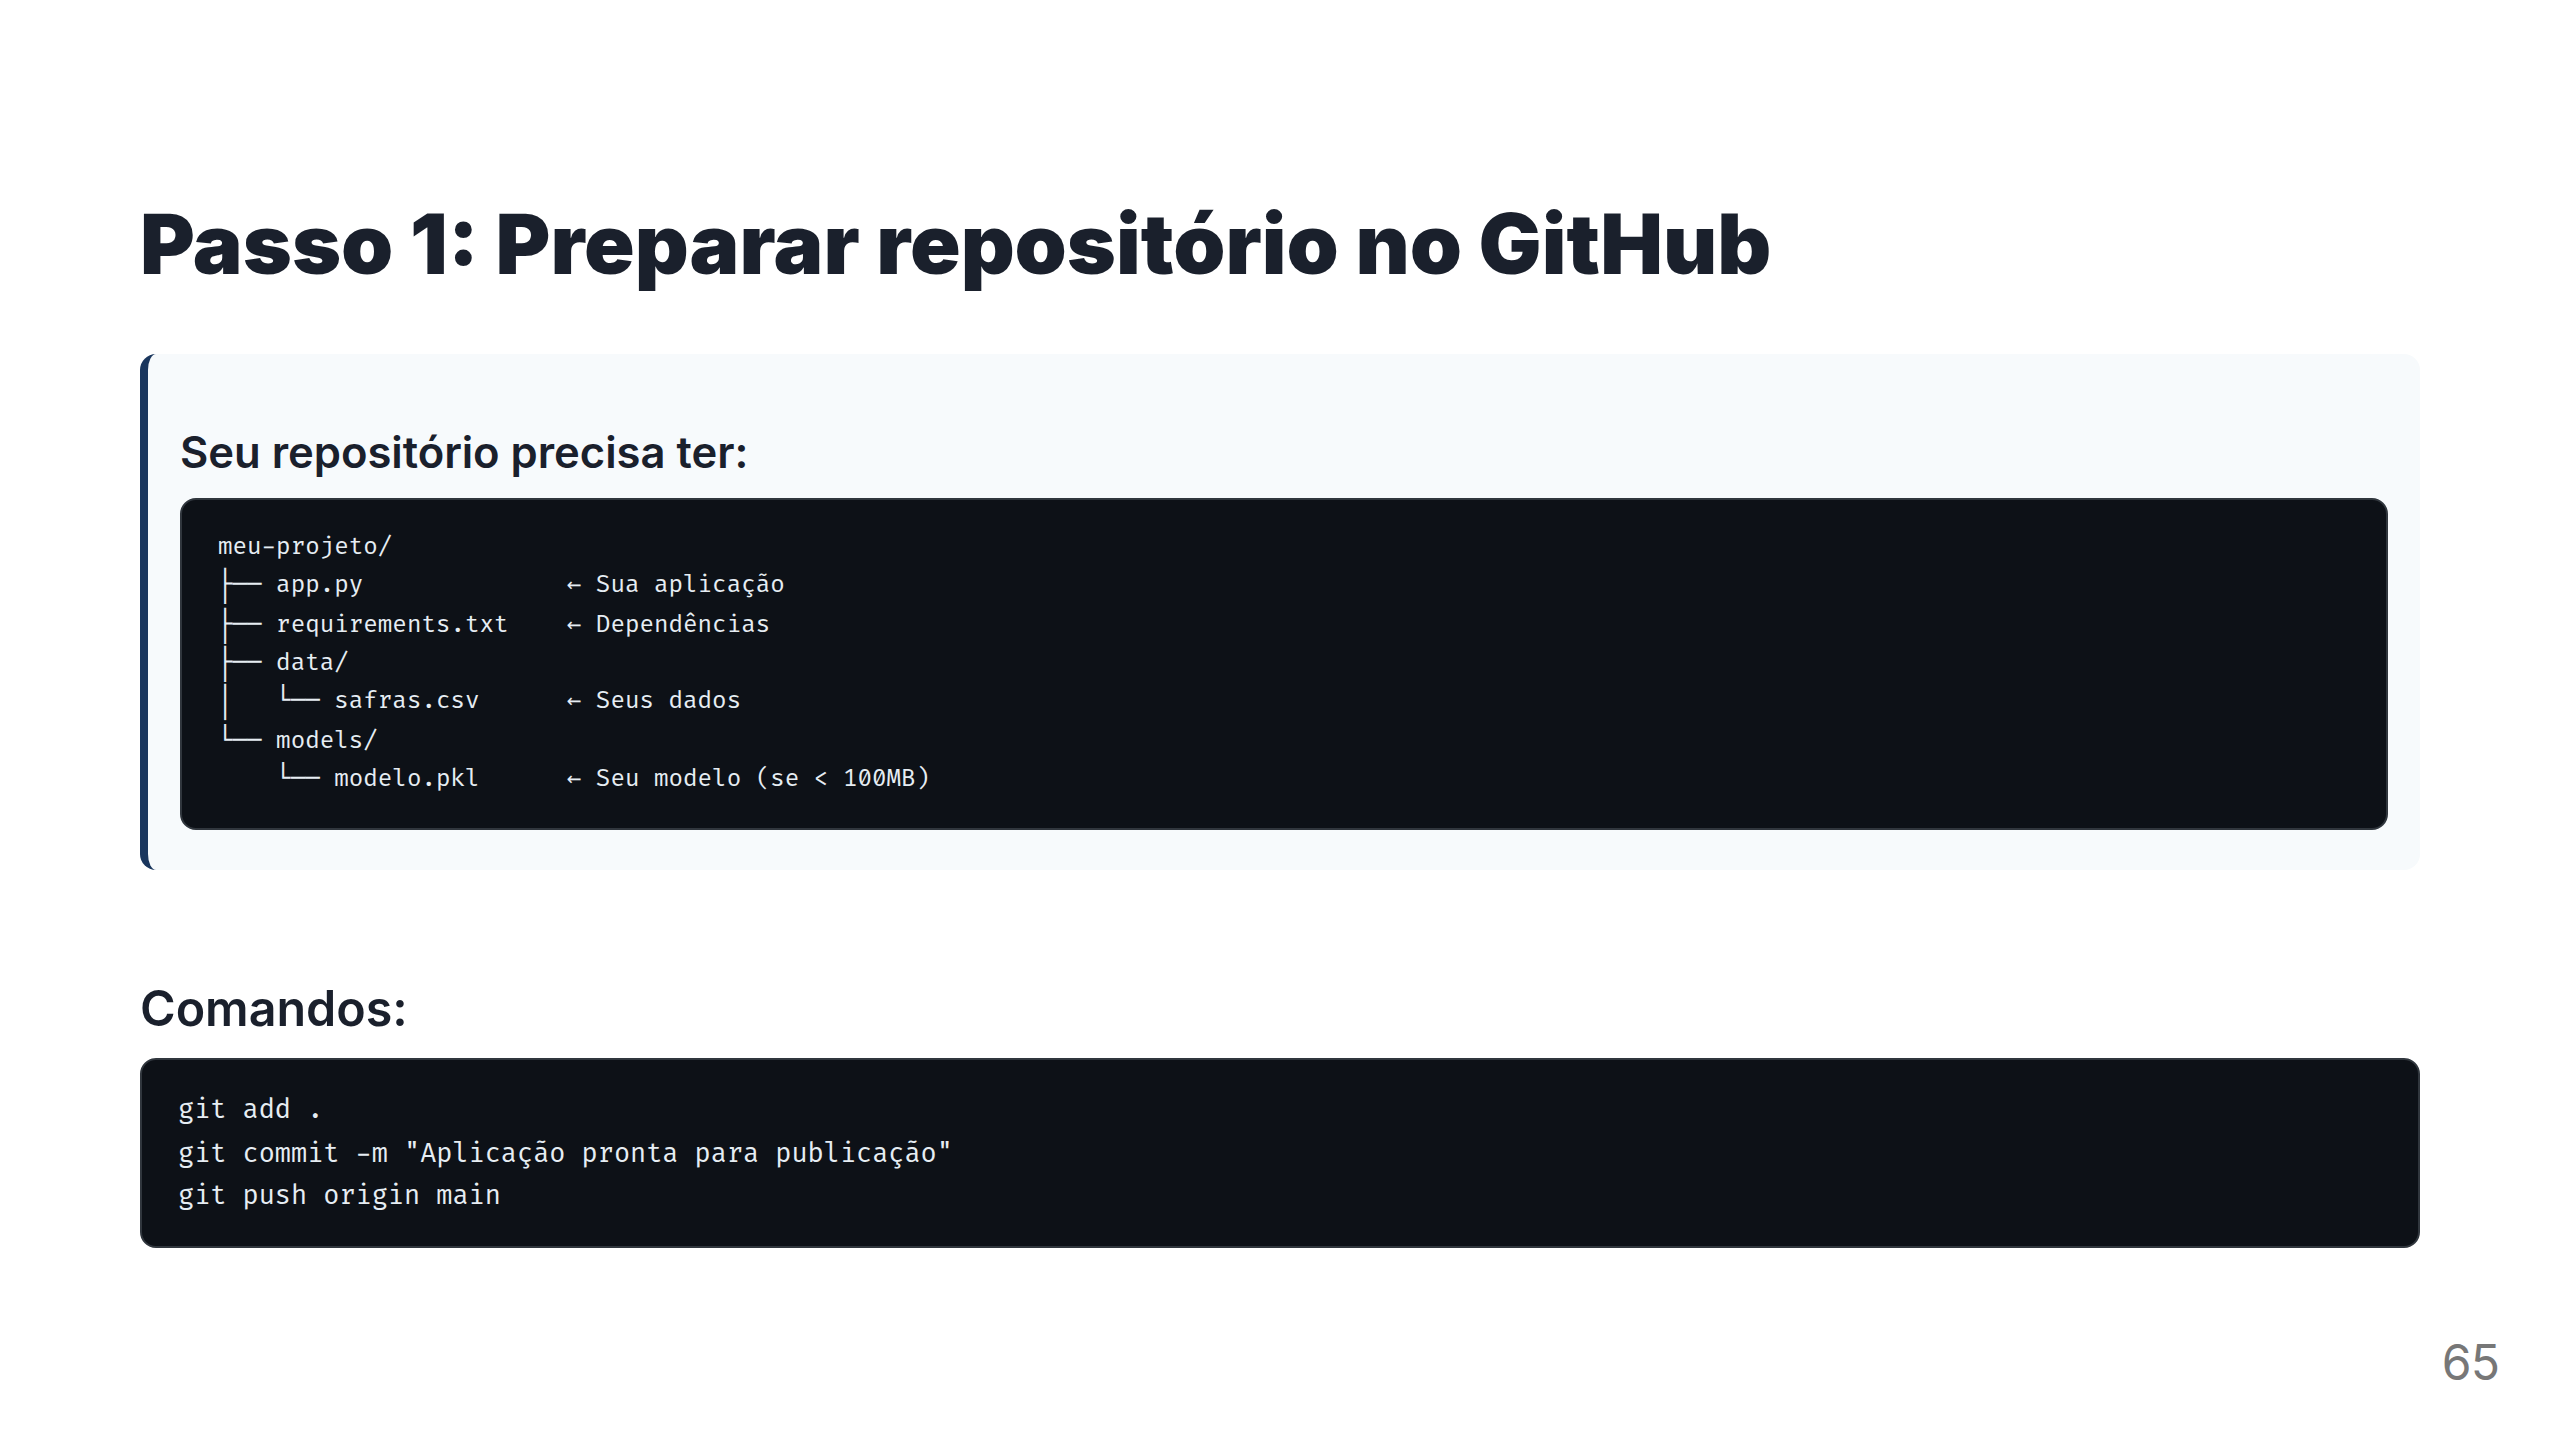 Passo 1: Preparar repositório no GitHub
Seu repositório precisa ter:
meu-projeto/
├── app.py              ← Sua aplicação
├── requirements.txt    ← Dependências
├── data/
│   └── safras.csv      ← Seus dados
└── models/
    └── modelo.pkl      ← Seu modelo (se < 100MB)
Comandos:
git add .
git commit -m "Aplicação pronta para publicação"
git push origin main
65